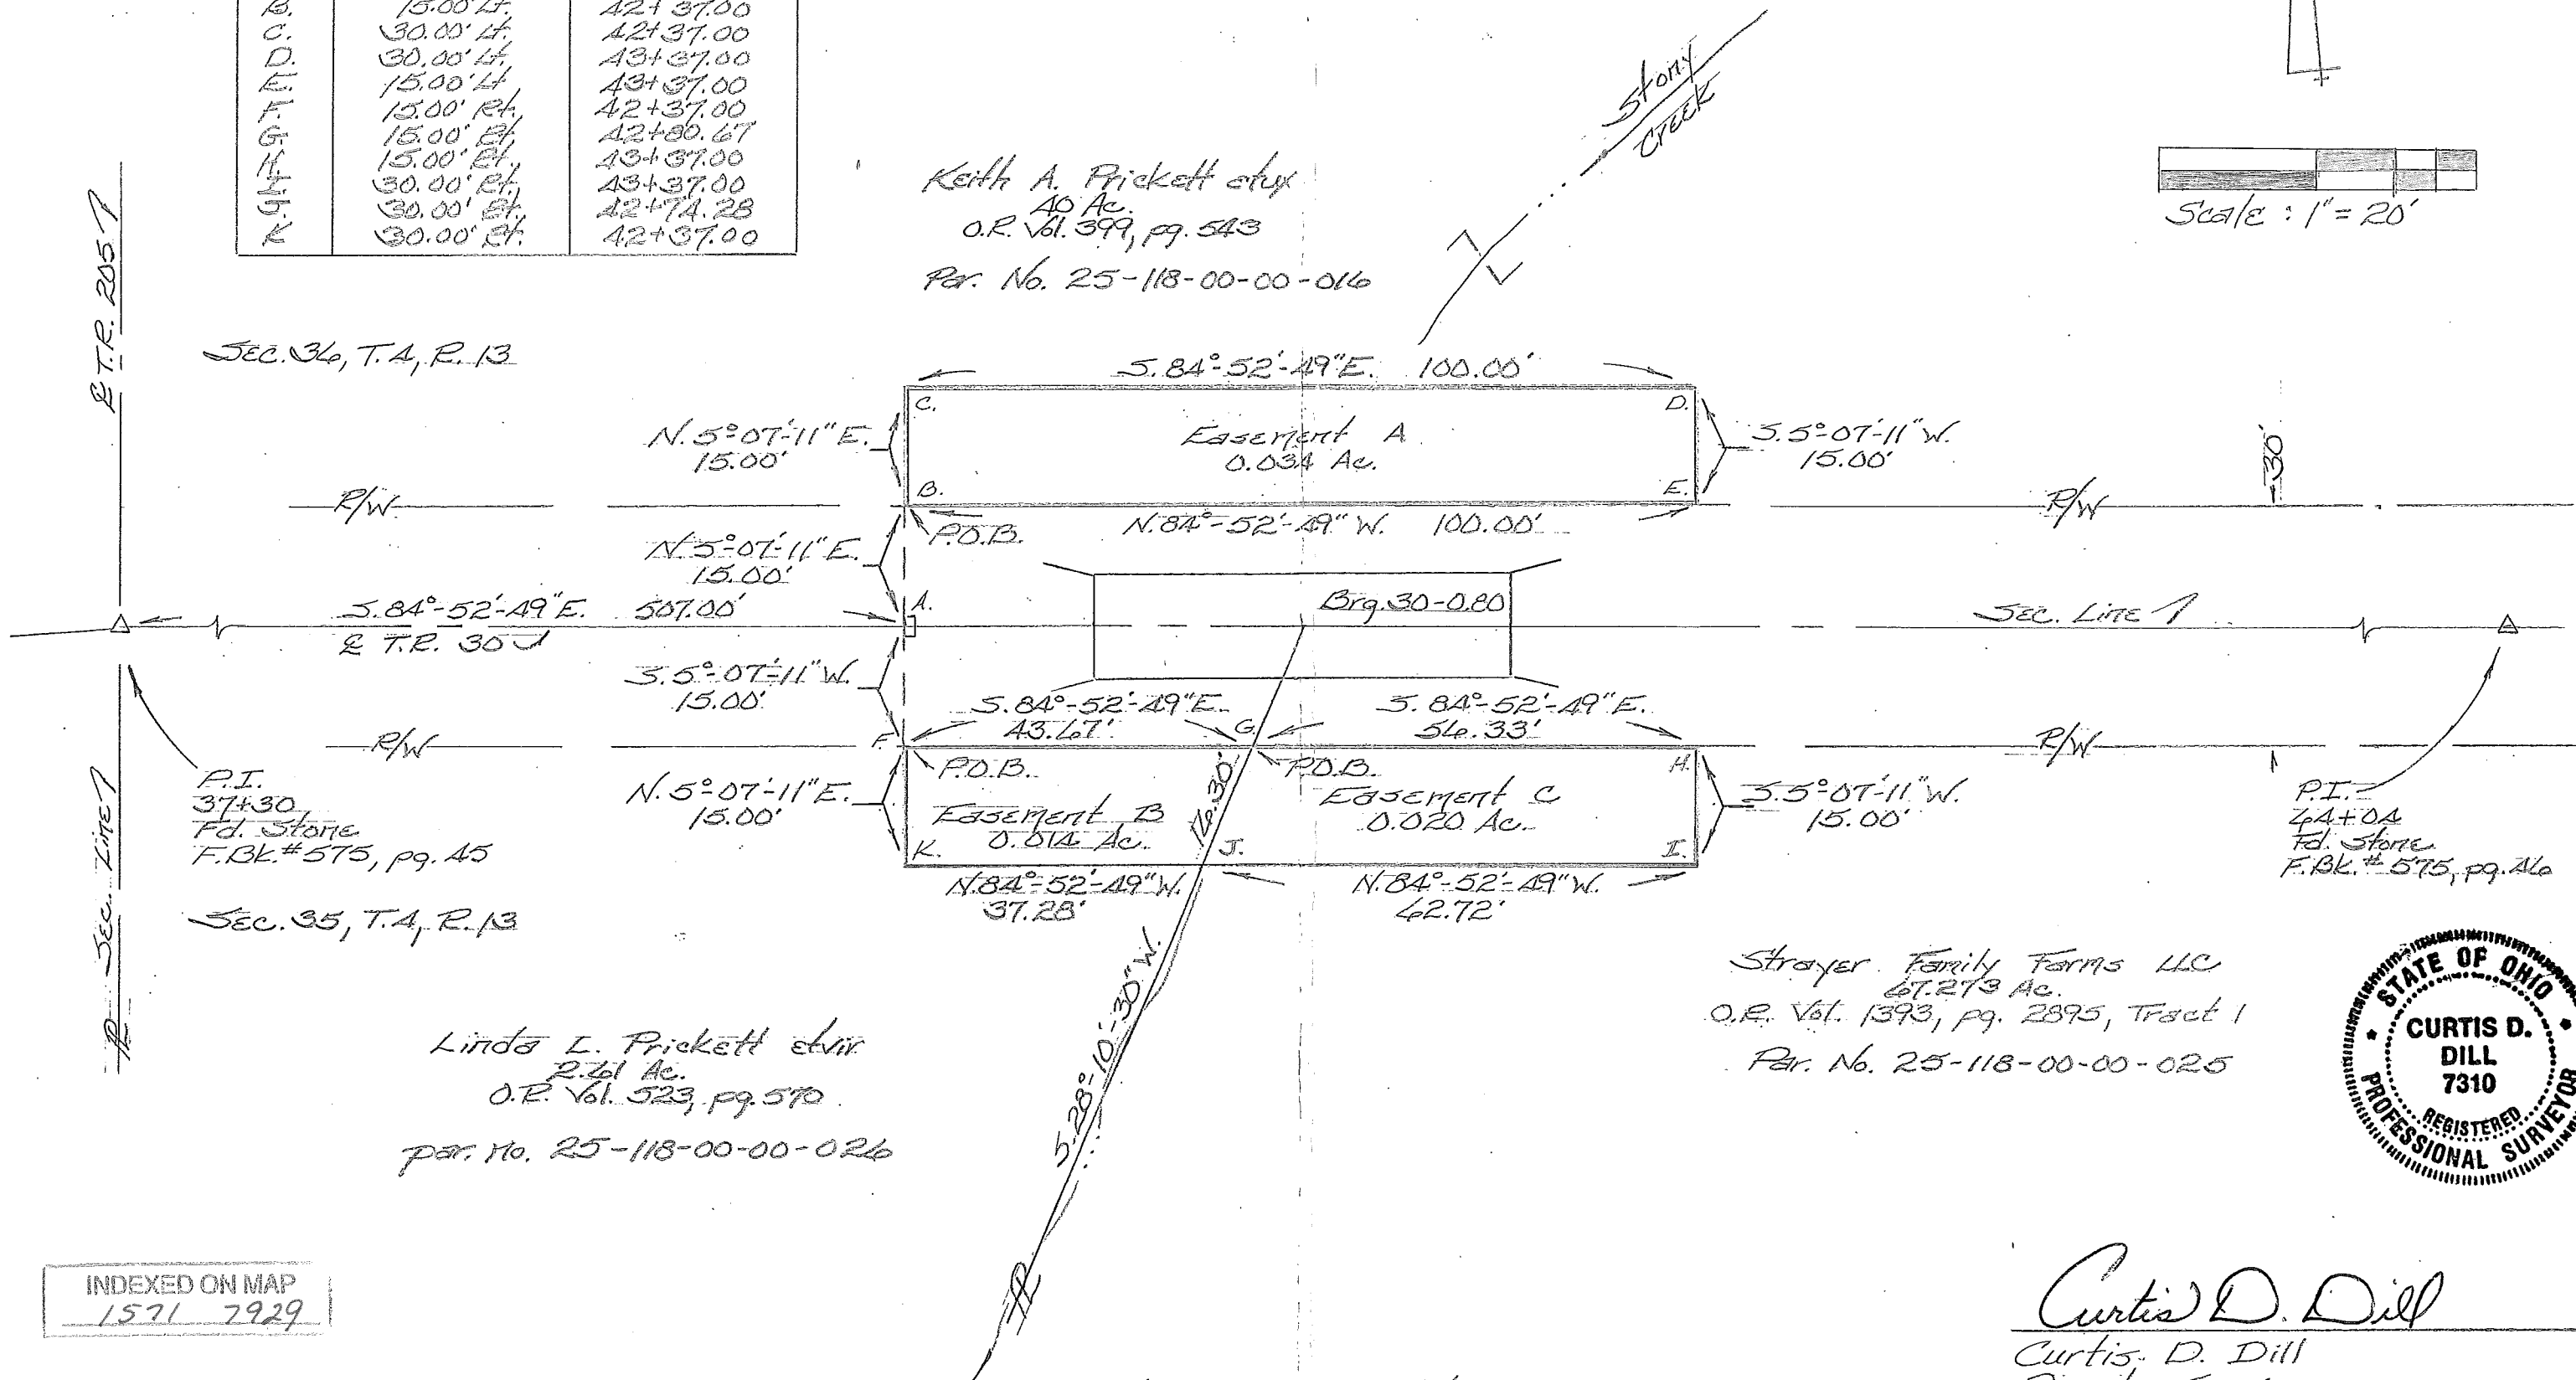 B. 15.00' Lt. 42+37.00
C. 30.00' Lt. 42+37.00
D. 30.00' Lt. 43+37.00
E. 15.00' Lt. 43+37.00
F. 15.00' Rt. 42+37.00
G. 15.00' Rt. 42+80.67
H. 15.00' Rt. 43+37.00
I. 30.00' Rt. 43+37.00
J. 30.00' Rt. 42+74.28
K 30.00' Rt. 42+37.00
Stony
Creek
Keith A. Prickett etux
40 Ac.
O.R. Vol. 399, pg. 543
Par. No. 25-118-00-00-016
Scale : 1" = 20'
℄ T.R. 205
Sec. 36, T.4, R.13
S. 84°-52'-49" E. 100.00'
C.
D.
N. 5°-07'-11" E.
15.00'
Easement A
0.034 Ac.
S. 5°-07'-11" W.
15.00'
30'
B.
E.
R/W
R/W
P.O.B.
N. 84°-52'-49" W. 100.00'
N. 5°-07'-11" E.
15.00'
Brg. 30-0.80
S. 84°-52'-49" E. 507.00'
A.
℄ T.R. 30
Sec. Line
S. 5°-07'-11" W.
15.00'
S. 84°-52'-49" E.
43.67'
S. 84°-52'-49" E.
56.33'
F.
G.
R/W
R/W
P.O.B.
P.O.B.
H.
P.I.
37+30
Fd. Stone
F.Bk. #575, pg. 45
N. 5°-07'-11" E.
15.00'
Easement B
0.014 Ac.
16.30'
Easement C
0.020 Ac.
S. 5°-07'-11" W.
15.00'
P.I.
64+04
Fd. Stone
F.Bk. #575, pg. 46
K.
J.
I.
N. 84°-52'-49" W.
37.28'
N. 84°-52'-49" W.
62.72'
℄ Sec. Line
Sec. 35, T.4, R.13
S. 28°-10'-30" W.
Linda L. Prickett etvir
2.61 Ac.
O.R. Vol. 523, pg. 570
par. no. 25-118-00-00-026
Strayer Family Farms LLC
67.273 Ac.
O.R. Vol. 1393, pg. 2895, Tract 1
Par. No. 25-118-00-00-025
STATE OF OHIO
CURTIS D.
DILL
7310
REGISTERED
PROFESSIONAL SURVEYOR
INDEXED ON MAP
1571 7929
Curtis D. Dill
Curtis D. Dill